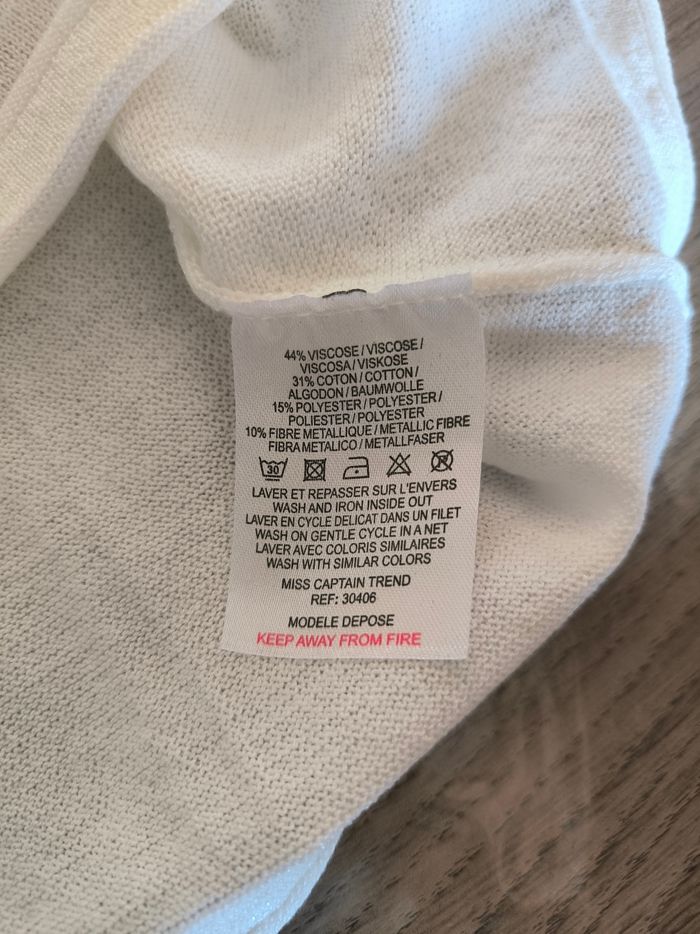 44% VISCOSE / VISCOSE /
VISCOSA / VISKOSE
31% COTON / COTTON /
ALGODON / BAUMWOLLE
15% POLYESTER / POLYESTER /
POLIESTER / POLYESTER
10% FIBRE METALLIQUE / METALLIC FIBRE
FIBRA METALICO / METALLFASER
30
LAVER ET REPASSER SUR L'ENVERS
WASH AND IRON INSIDE OUT
LAVER EN CYCLE DELICAT DANS UN FILET
WASH ON GENTLE CYCLE IN A NET
LAVER AVEC COLORIS SIMILAIRES
WASH WITH SIMILAR COLORS
MISS CAPTAIN TREND
REF: 30406
MODELE DEPOSE
KEEP AWAY FROM FIRE